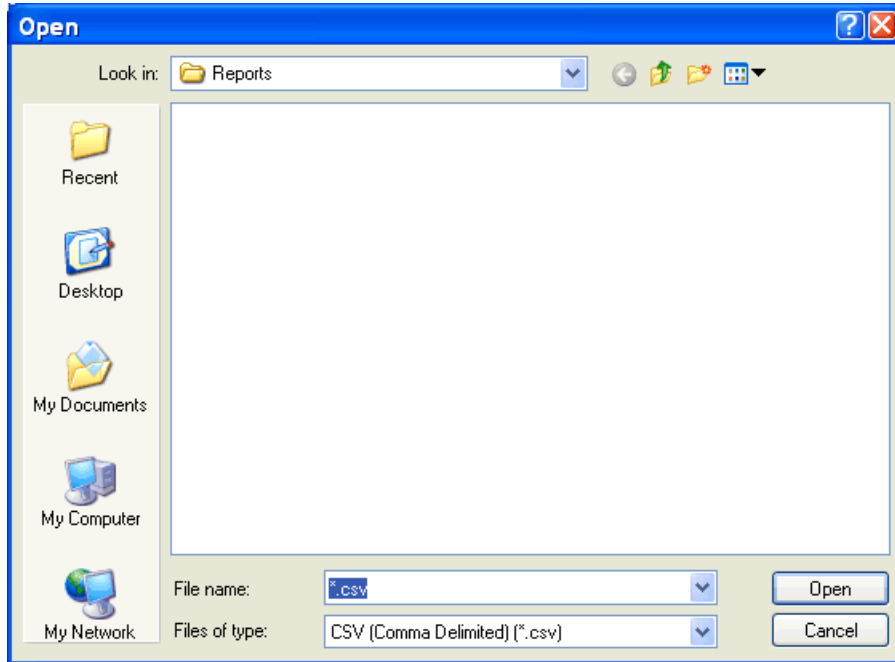 Open
Look in: Reports
Recent
Desktop
My Documents
My Computer
My Network
File name: *.csv Open
Files of type: CSV (Comma Delimited) (*.csv) Cancel